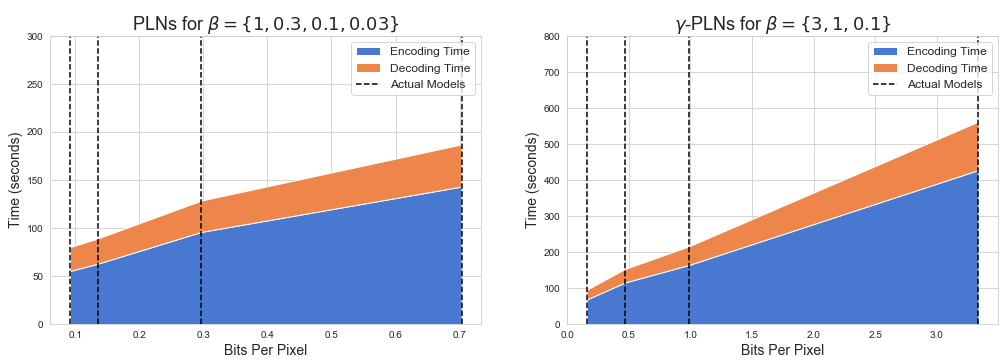 PLNs for β = {1, 0.3, 0.1, 0.03}
300
250
200
150
100
50
0
Time (seconds)
Encoding Time
Decoding Time
Actual Models
0.1
0.2
0.3
0.4
0.5
0.6
0.7
Bits Per Pixel
γ-PLNs for β = {3, 1, 0.1}
800
700
600
500
400
300
200
100
0
Time (seconds)
Encoding Time
Decoding Time
Actual Models
0.0
0.5
1.0
1.5
2.0
2.5
3.0
Bits Per Pixel